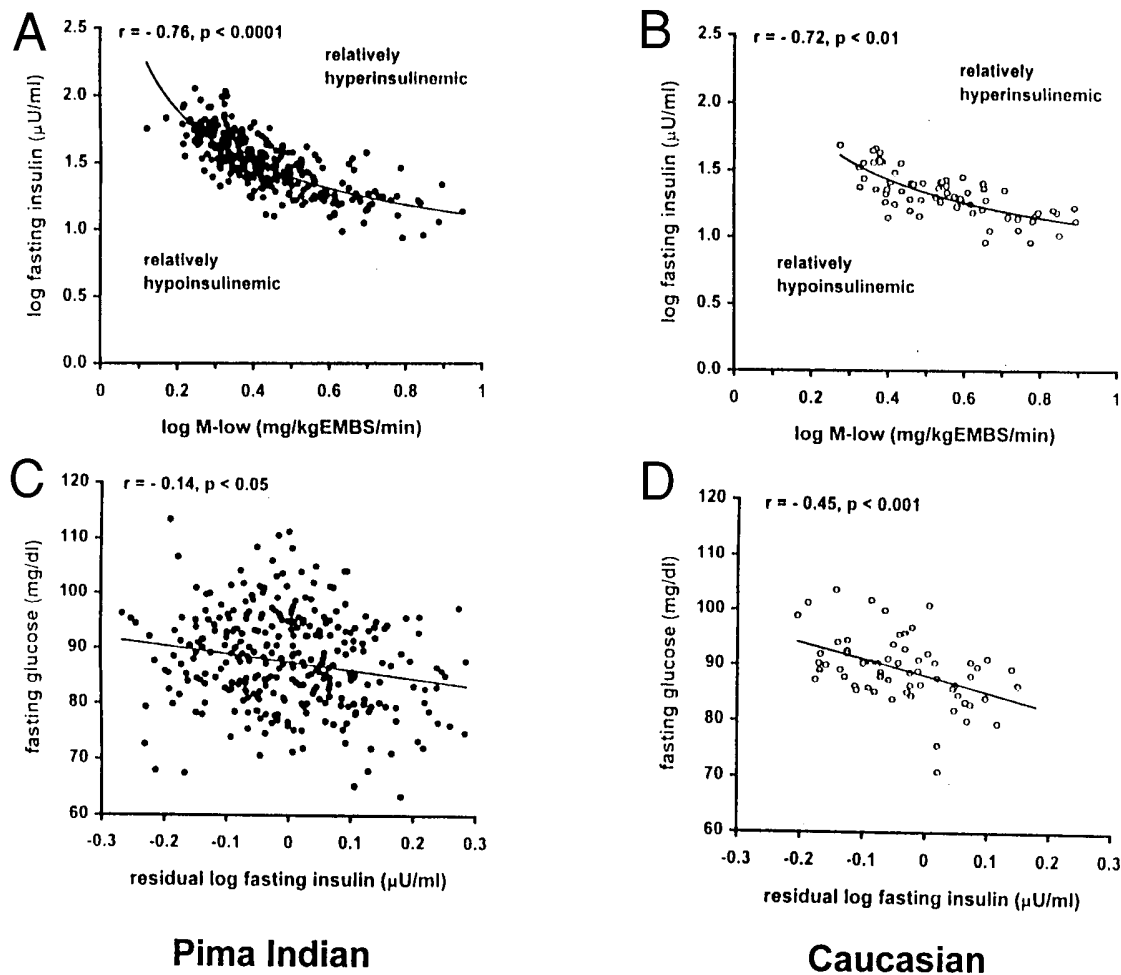 A
r = - 0.76, p < 0.0001
relatively
hyperinsulinemic
relatively
hypoinsulinemic
log fasting insulin (µU/ml)
2.5
2.0
1.5
1.0
0.5
0.0
0 0.2 0.4 0.6 0.8 1
log M-low (mg/kgEMBS/min)
B
r = - 0.72, p < 0.01
relatively
hyperinsulinemic
relatively
hypoinsulinemic
log fasting insulin (µU/ml)
2.5
2.0
1.5
1.0
0.5
0.0
0 0.2 0.4 0.6 0.8 1
log M-low (mg/kgEMBS/min)
C
r = - 0.14, p < 0.05
fasting glucose (mg/dl)
120
110
100
90
80
70
60
-0.3 -0.2 -0.1 0 0.1 0.2 0.3
residual log fasting insulin (µU/ml)
Pima Indian
D
r = - 0.45, p < 0.001
fasting glucose (mg/dl)
120
110
100
90
80
70
60
-0.3 -0.2 -0.1 0 0.1 0.2 0.3
residual log fasting insulin (µU/ml)
Caucasian